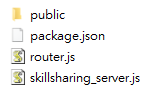 public
package.json
router.js
skillsharing_server.js